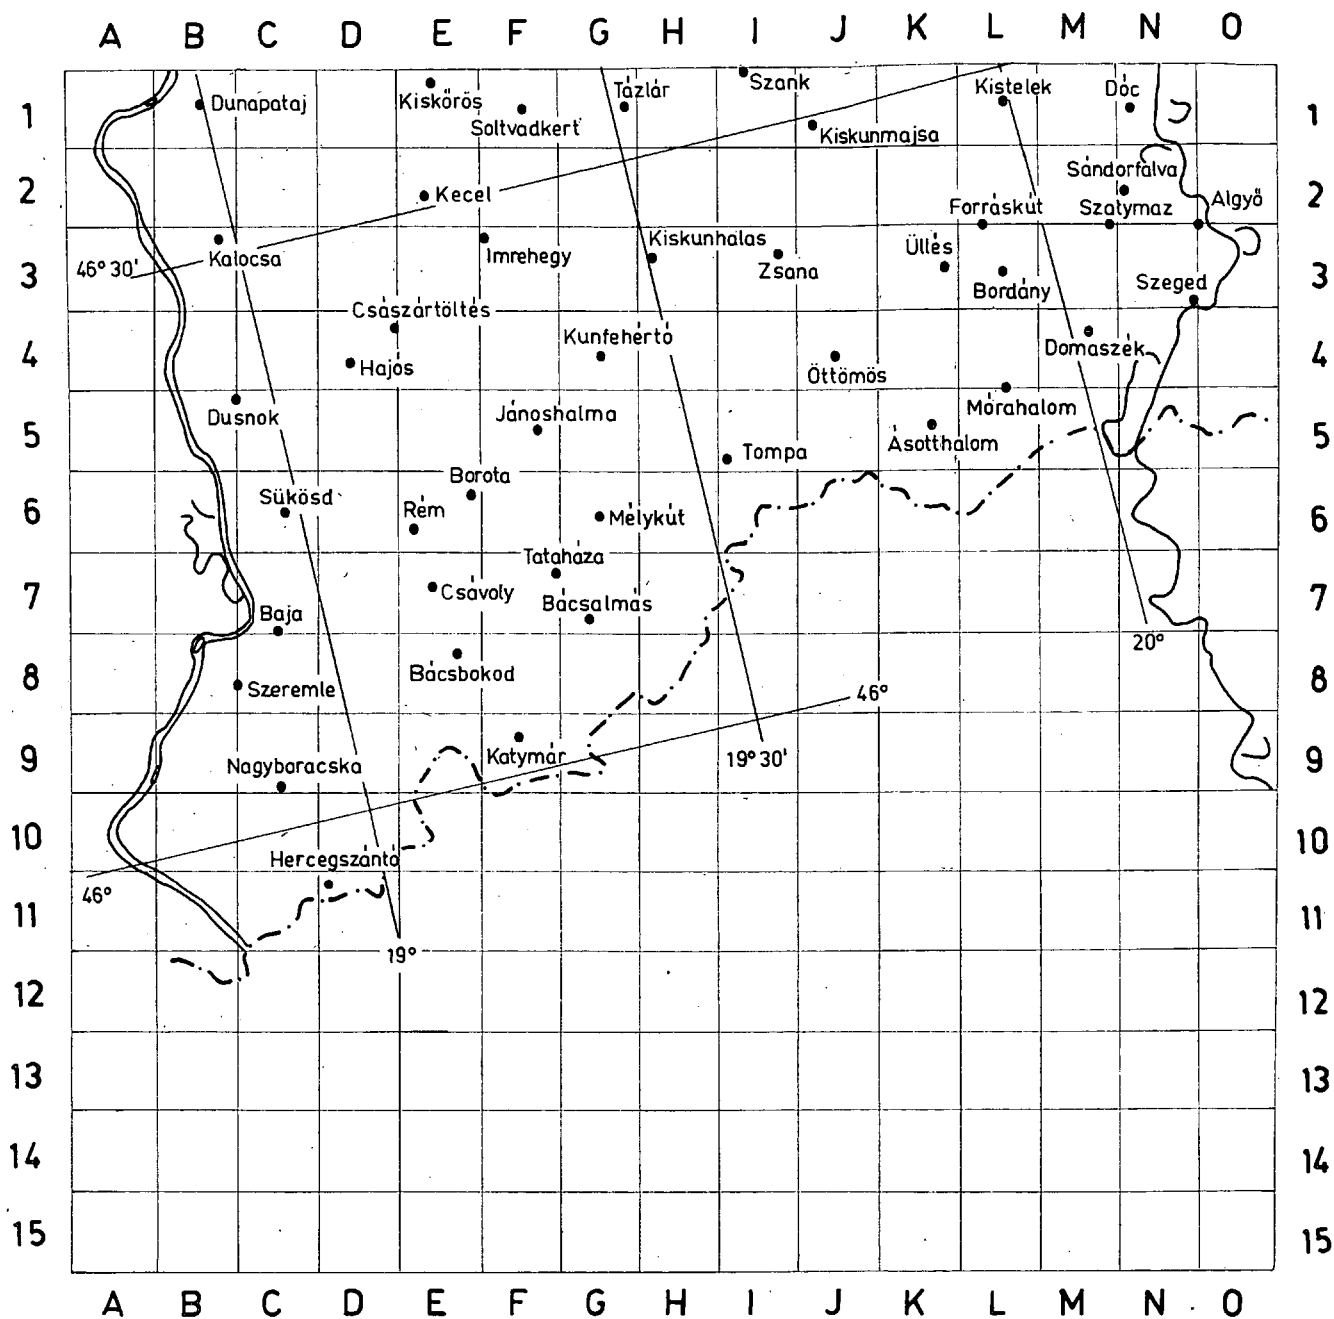 A B C D E F G H I J K L M N O
1 Dunapataj Kiskőrös Soltvadkert Tázlár Szank Kiskunmajsa Kistelek Dóc 1
2 Kecel Forráskút Sándorfalva Szatymaz Algyő 2
46° 30' Kalocsa Imrehegy Kiskunhalas Zsana Üllés Bordány Szeged
3 3
Császártöltés Kunfehértó Domaszék
4 Hajós Öttömös 4
Dusnok Jánoshalma Mórahalom
5 Tompa Ásotthalom 5
Sükösd Borota
6 Rém Mélykút 6
Tataháza
7 Csávoly Bácsalmás 7
Baja 20°
8 Szeremle Bácsbokod 46° 8
9 Nagybaracska Katymár 19° 30' 9
10 Hercegszántó 10
46°
11 11
19°
12 12
13 13
14 14
15 15
A B C D E F G H I J K L M N O